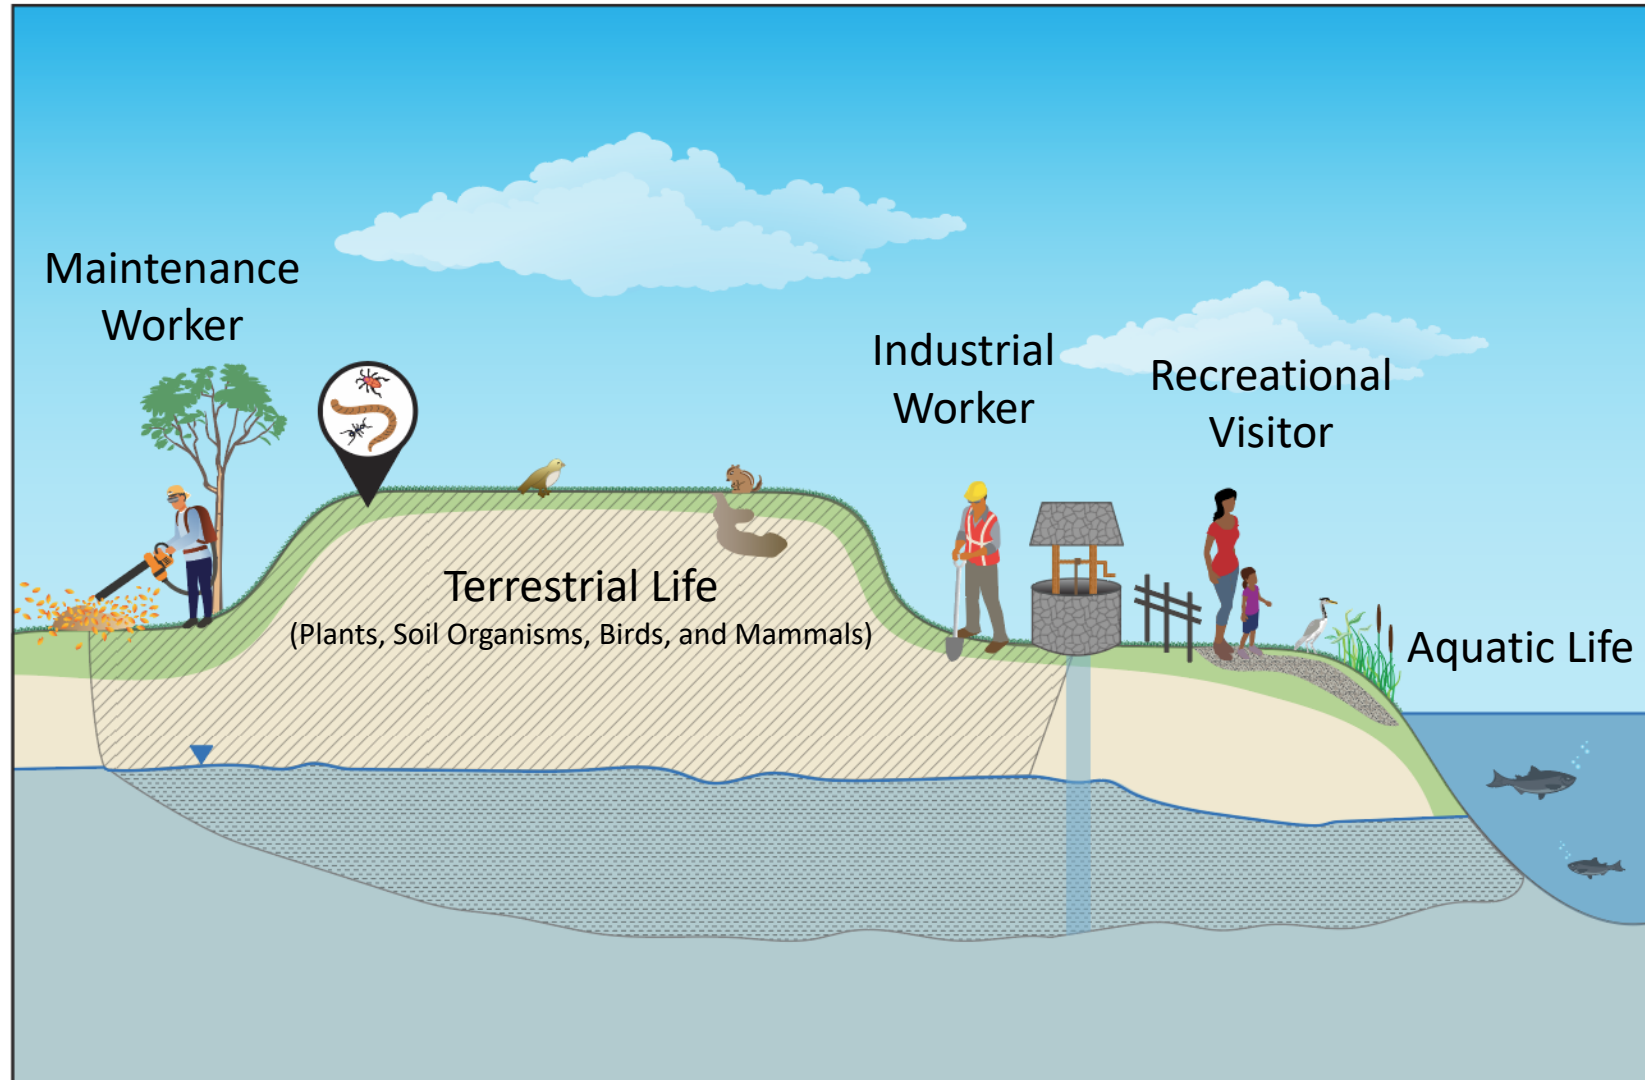 Maintenance
Worker
Industrial
Worker
Recreational
Visitor
Terrestrial Life
(Plants, Soil Organisms, Birds, and Mammals)
Aquatic Life